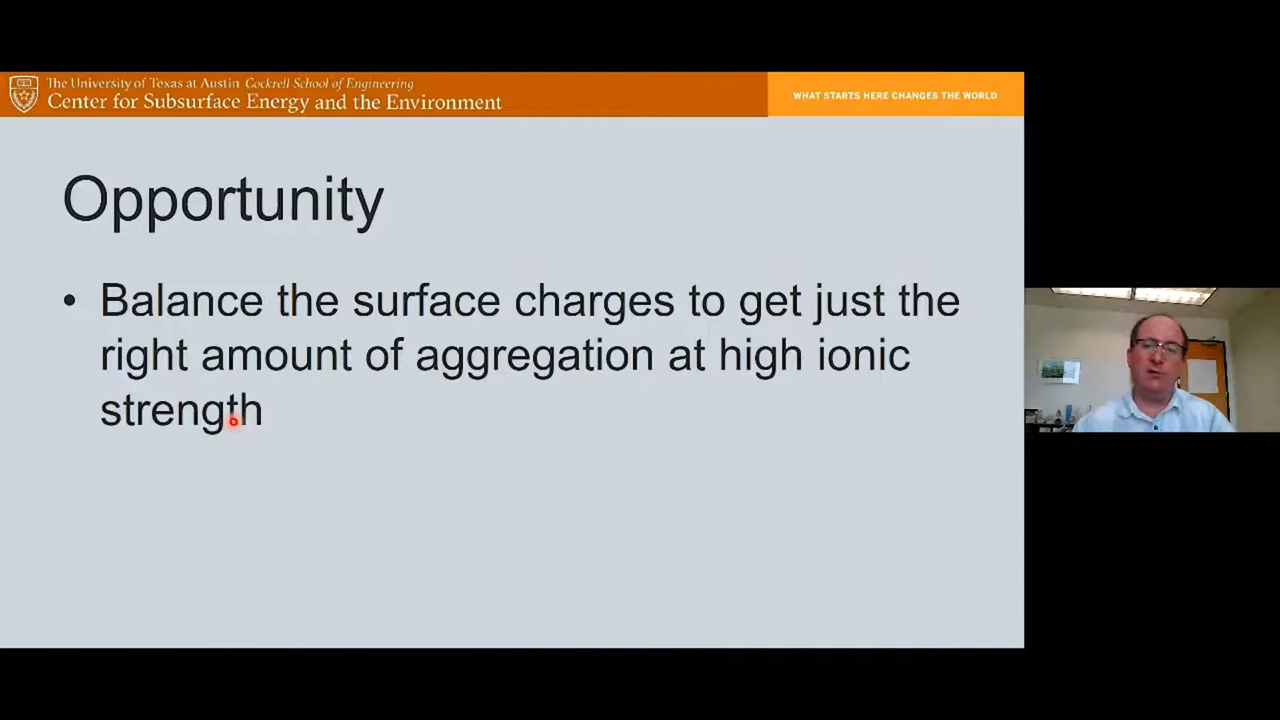 The University of Texas at Austin Cockrell School of Engineering
Center for Subsurface Energy and the Environment
WHAT STARTS HERE CHANGES THE WORLD
Opportunity
• Balance the surface charges to get just the
right amount of aggregation at high ionic
strength